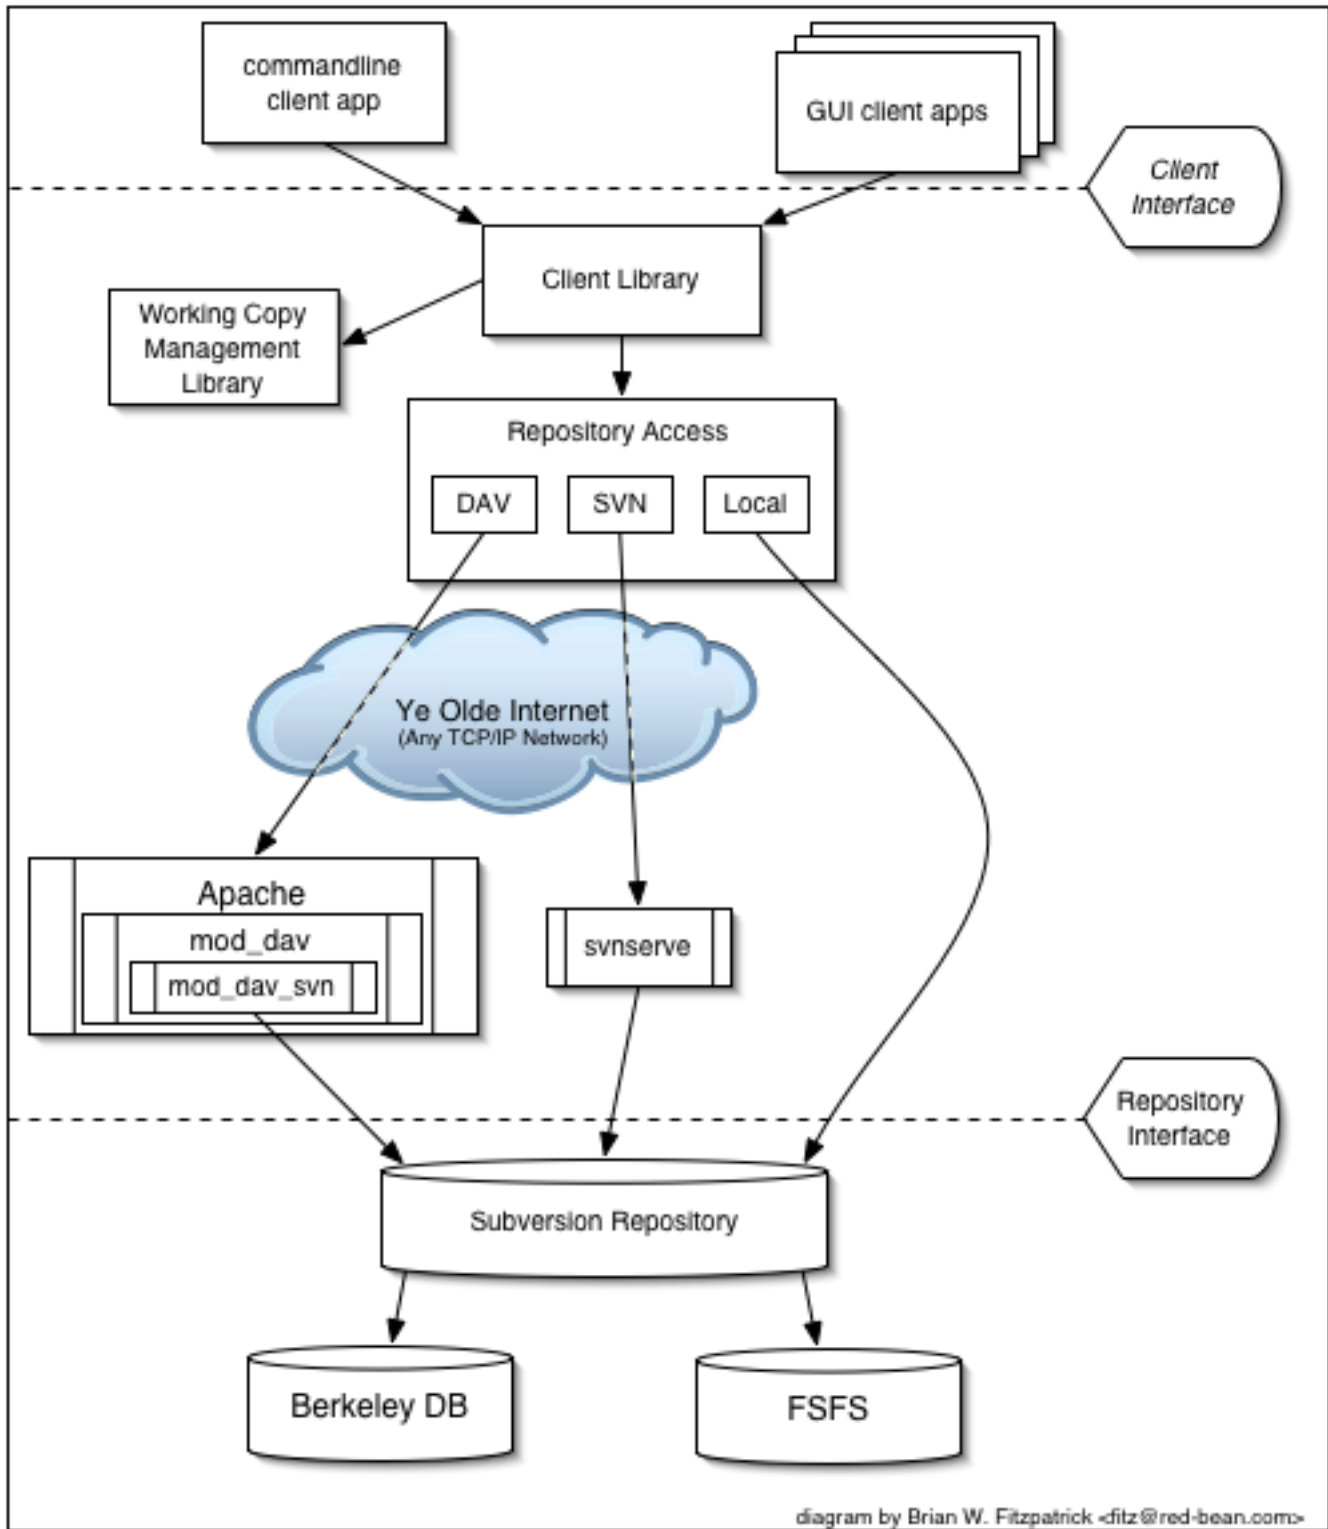 commandline
client app
GUI client apps
Client
Interface
Client Library
Working Copy
Management
Library
Repository Access
DAV
SVN
Local
Ye Olde Internet
(Any TCP/IP Network)
Apache
mod_dav
mod_dav_svn
svnserve
Repository
Interface
Subversion Repository
Berkeley DB
FSFS
diagram by Brian W. Fitzpatrick <fitz@red-bean.com>